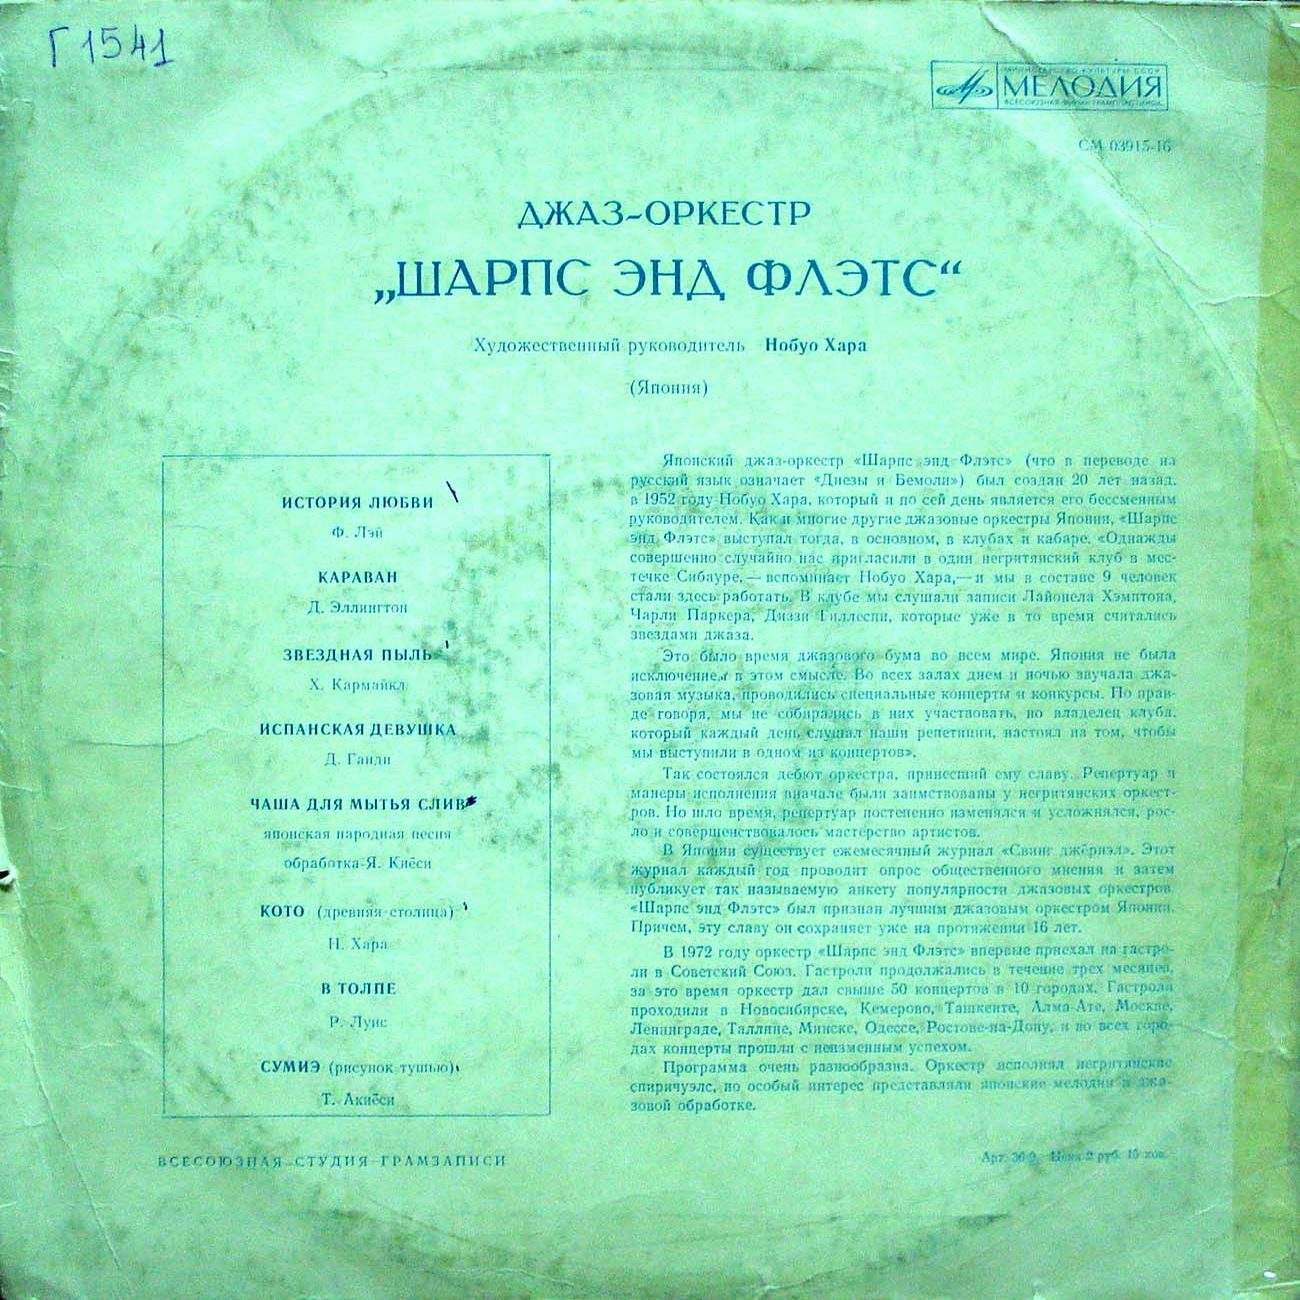 Г 1541
МИНИСТЕРСТВО КУЛЬТУРЫ СССР
МЕЛОДИЯ
ВСЕСОЮЗНАЯ ФИРМА ГРАМПЛАСТИНОК
СМ 03915-16
ДЖАЗ-ОРКЕСТР
„ШАРПС ЭНД ФЛЭТС“
Художественный руководитель Нобуо Хара
(Япония)
ИСТОРИЯ ЛЮБВИ
Ф. Лэй
КАРАВАН
Д. Эллингтон
ЗВЕЗДНАЯ ПЫЛЬ
Х. Кармайкл
ИСПАНСКАЯ ДЕВУШКА
Д. Ганди
ЧАША ДЛЯ МЫТЬЯ СЛИВ
японская народная песня
обработка Я. Киёси
КОТО (древняя столица)
Н. Хара
В ТОЛПЕ
Р. Луис
СУМИЭ (рисунок тушью)
Т. Акиёси
Японский джаз-оркестр «Шарпс энд Флэтс» (что в переводе на
русский язык означает «Диезы и Бемоли») был создан 20 лет назад,
в 1952 году Нобуо Хара, который и по сей день является его бессменным
руководителем. Как и многие другие джазовые оркестры Японии, «Шарпс
энд Флэтс» выступал тогда, в основном, в клубах и кабаре. «Однажды
совершенно случайно нас пригласили в один негритянский клуб в мес-
течке Сибауре, — вспоминает Нобуо Хара, — и мы в составе 9 человек
стали здесь работать. В клубе мы слушали записи Лайонела Хэмптона,
Чарли Паркера, Диззи Гиллеспи, которые уже в то время считались
звездами джаза.
Это было время джазового бума во всем мире. Япония не была
исключением в этом смысле. Во всех залах днем и ночью звучала джа-
зовая музыка, проводились специальные концерты и конкурсы. По прав-
де говоря, мы не собирались в них участвовать, но владелец клуба,
который каждый день слушал наши репетиции, настоял на том, чтобы
мы выступили в одном из концертов».
Так состоялся дебют оркестра, принесший ему славу. Репертуар и
манеры исполнения вначале были заимствованы у негритянских оркест-
ров. Но шло время, репертуар постепенно изменялся и усложнялся, рос-
ло и совершенствовалось мастерство артистов.
В Японии существует ежемесячный журнал «Свинг джёрнэл». Этот
журнал каждый год проводит опрос общественного мнения и затем
публикует так называемую анкету популярности джазовых оркестров.
«Шарпс энд Флэтс» был признан лучшим джазовым оркестром Японии.
Причем, эту славу он сохраняет уже на протяжении 16 лет.
В 1972 году оркестр «Шарпс энд Флэтс» впервые приехал на гастро-
ли в Советский Союз. Гастроли продолжались в течение трех месяцев,
за это время оркестр дал свыше 50 концертов в 10 городах. Гастроли
проходили в Новосибирске, Кемерово, Ташкенте, Алма-Ате, Москве,
Ленинграде, Таллине, Минске, Одессе, Ростове-на-Дону, и во всех горо-
дах концерты прошли с неизменным успехом.
Программа очень разнообразна. Оркестр исполнял негритянские
спиричуэлс, но особый интерес представляли японские мелодии в джа-
зовой обработке.
ВСЕСОЮЗНАЯ СТУДИЯ ГРАМЗАПИСИ
Арт. Цена 2 руб. 15 коп.